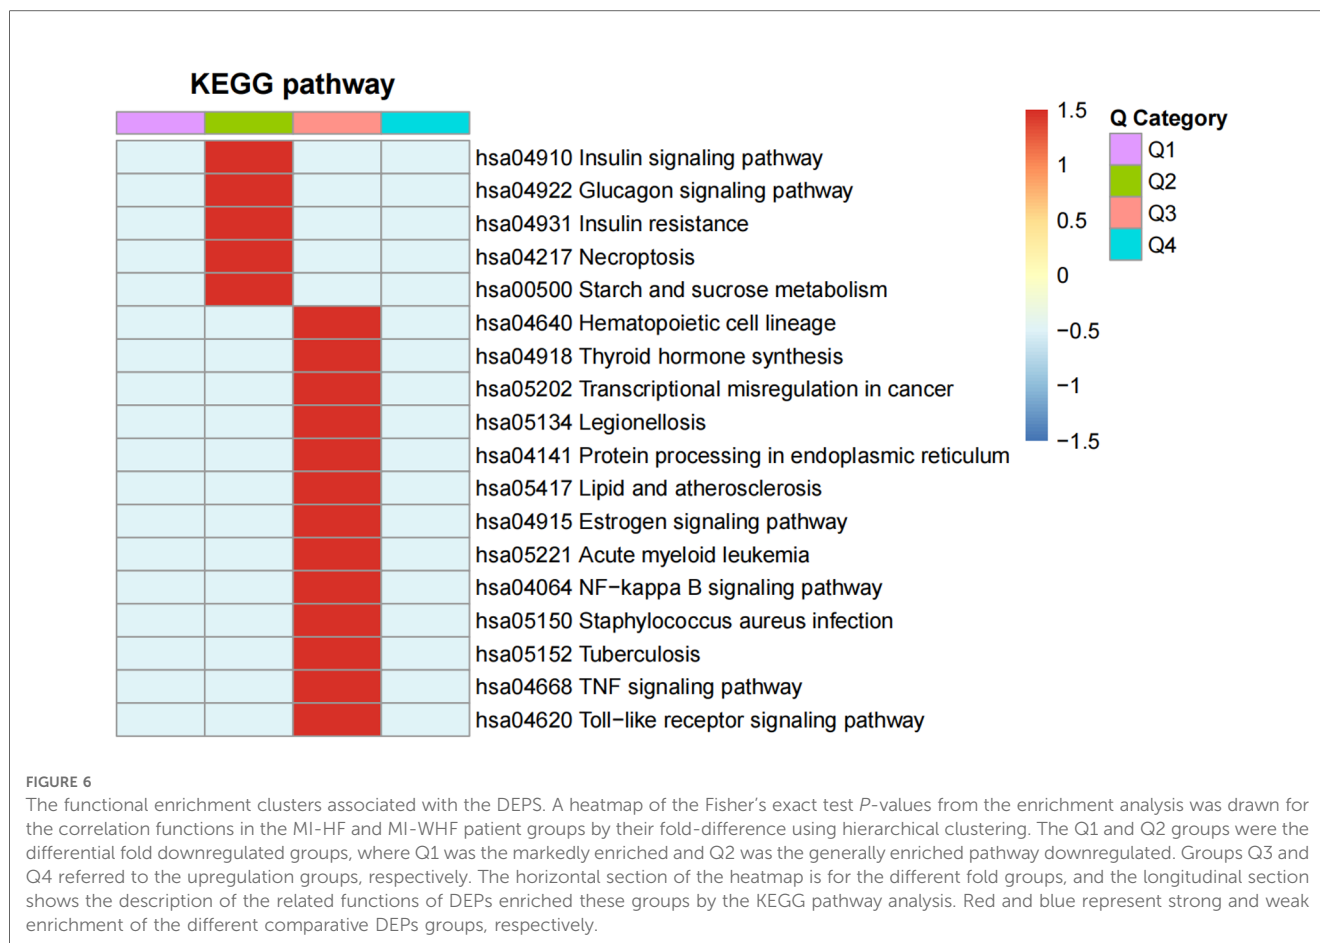 KEGG pathway
hsa04910 Insulin signaling pathway
hsa04922 Glucagon signaling pathway
hsa04931 Insulin resistance
hsa04217 Necroptosis
hsa00500 Starch and sucrose metabolism
hsa04640 Hematopoietic cell lineage
hsa04918 Thyroid hormone synthesis
hsa05202 Transcriptional misregulation in cancer
hsa05134 Legionellosis
hsa04141 Protein processing in endoplasmic reticulum
hsa05417 Lipid and atherosclerosis
hsa04915 Estrogen signaling pathway
hsa05221 Acute myeloid leukemia
hsa04064 NF−kappa B signaling pathway
hsa05150 Staphylococcus aureus infection
hsa05152 Tuberculosis
hsa04668 TNF signaling pathway
hsa04620 Toll−like receptor signaling pathway
1.5
1
0.5
0
−0.5
−1
−1.5
Q Category
Q1
Q2
Q3
Q4
FIGURE 6
The functional enrichment clusters associated with the DEPS. A heatmap of the Fisher's exact test P-values from the enrichment analysis was drawn for
the correlation functions in the MI-HF and MI-WHF patient groups by their fold-difference using hierarchical clustering. The Q1 and Q2 groups were the
differential fold downregulated groups, where Q1 was the markedly enriched and Q2 was the generally enriched pathway downregulated. Groups Q3 and
Q4 referred to the upregulation groups, respectively. The horizontal section of the heatmap is for the different fold groups, and the longitudinal section
shows the description of the related functions of DEPs enriched these groups by the KEGG pathway analysis. Red and blue represent strong and weak
enrichment of the different comparative DEPs groups, respectively.